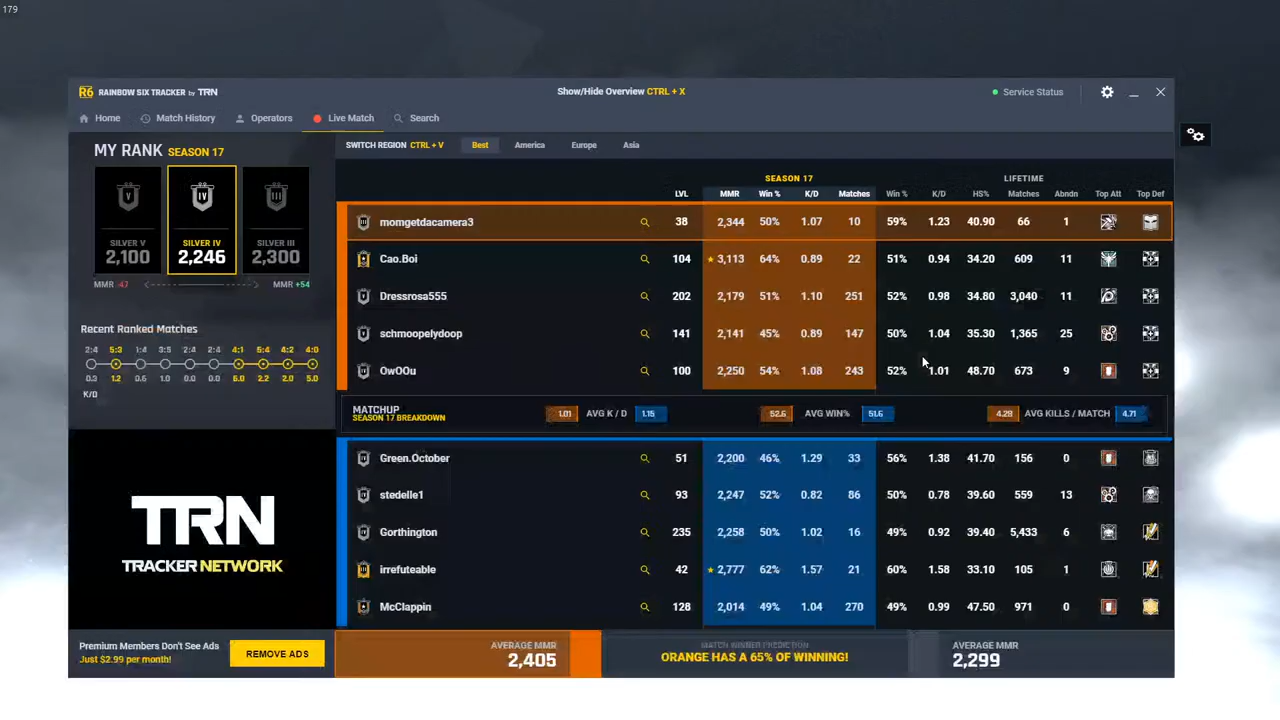 179
R6 RAINBOW SIX TRACKER by TRN
Show/Hide Overview CTRL + X
Service Status
Home Match History Operators Live Match Search
MY RANK SEASON 17
SWITCH REGION CTRL + V Best America Europe Asia
V IV III
SILVER V SILVER IV SILVER III
2,100 2,246 2,300
MMR -47 MMR +54
Recent Ranked Matches
2:4 5:3 1:4 3:5 2:4 2:4 4:1 5:4 4:2 4:0
0.3 1.2 0.5 1.0 0.0 0.0 6.0 2.2 2.0 5.0
K/D
SEASON 17 LIFETIME
LVL MMR Win % K/D Matches Win % K/D HS% Matches Abndn Top Att Top Def
momgetdacamera3 38 2,344 50% 1.07 10 59% 1.23 40.90 66 1
Cao.Boi 104 3,113 64% 0.89 22 51% 0.94 34.20 609 11
Dressrosa555 202 2,179 51% 1.10 251 52% 0.98 34.80 3,040 11
schmoopelydoop 141 2,141 45% 0.89 147 50% 1.04 35.30 1,365 25
OwOOu 100 2,250 54% 1.08 243 52% 1.01 48.70 673 9
MATCHUP
SEASON 17 BREAKDOWN
1.01 AVG K / D 1.15 52.6 AVG WIN% 51.6 4.29 AVG KILLS / MATCH 4.71
Green.October 51 2,200 46% 1.29 33 56% 1.38 41.70 156 0
stedelle1 93 2,247 52% 0.82 86 50% 0.78 39.60 559 13
Gorthington 235 2,258 50% 1.02 16 49% 0.92 39.40 5,433 6
irrefuteable 42 2,777 62% 1.57 21 60% 1.58 33.10 105 1
McClappin 128 2,014 49% 1.04 270 49% 0.99 47.50 971 0
TRN
TRACKER NETWORK
Premium Members Don't See Ads
Just $2.99 per month!
REMOVE ADS
AVERAGE MMR
2,405
MATCH WINNER PREDICTION
ORANGE HAS A 65% OF WINNING!
AVERAGE MMR
2,299